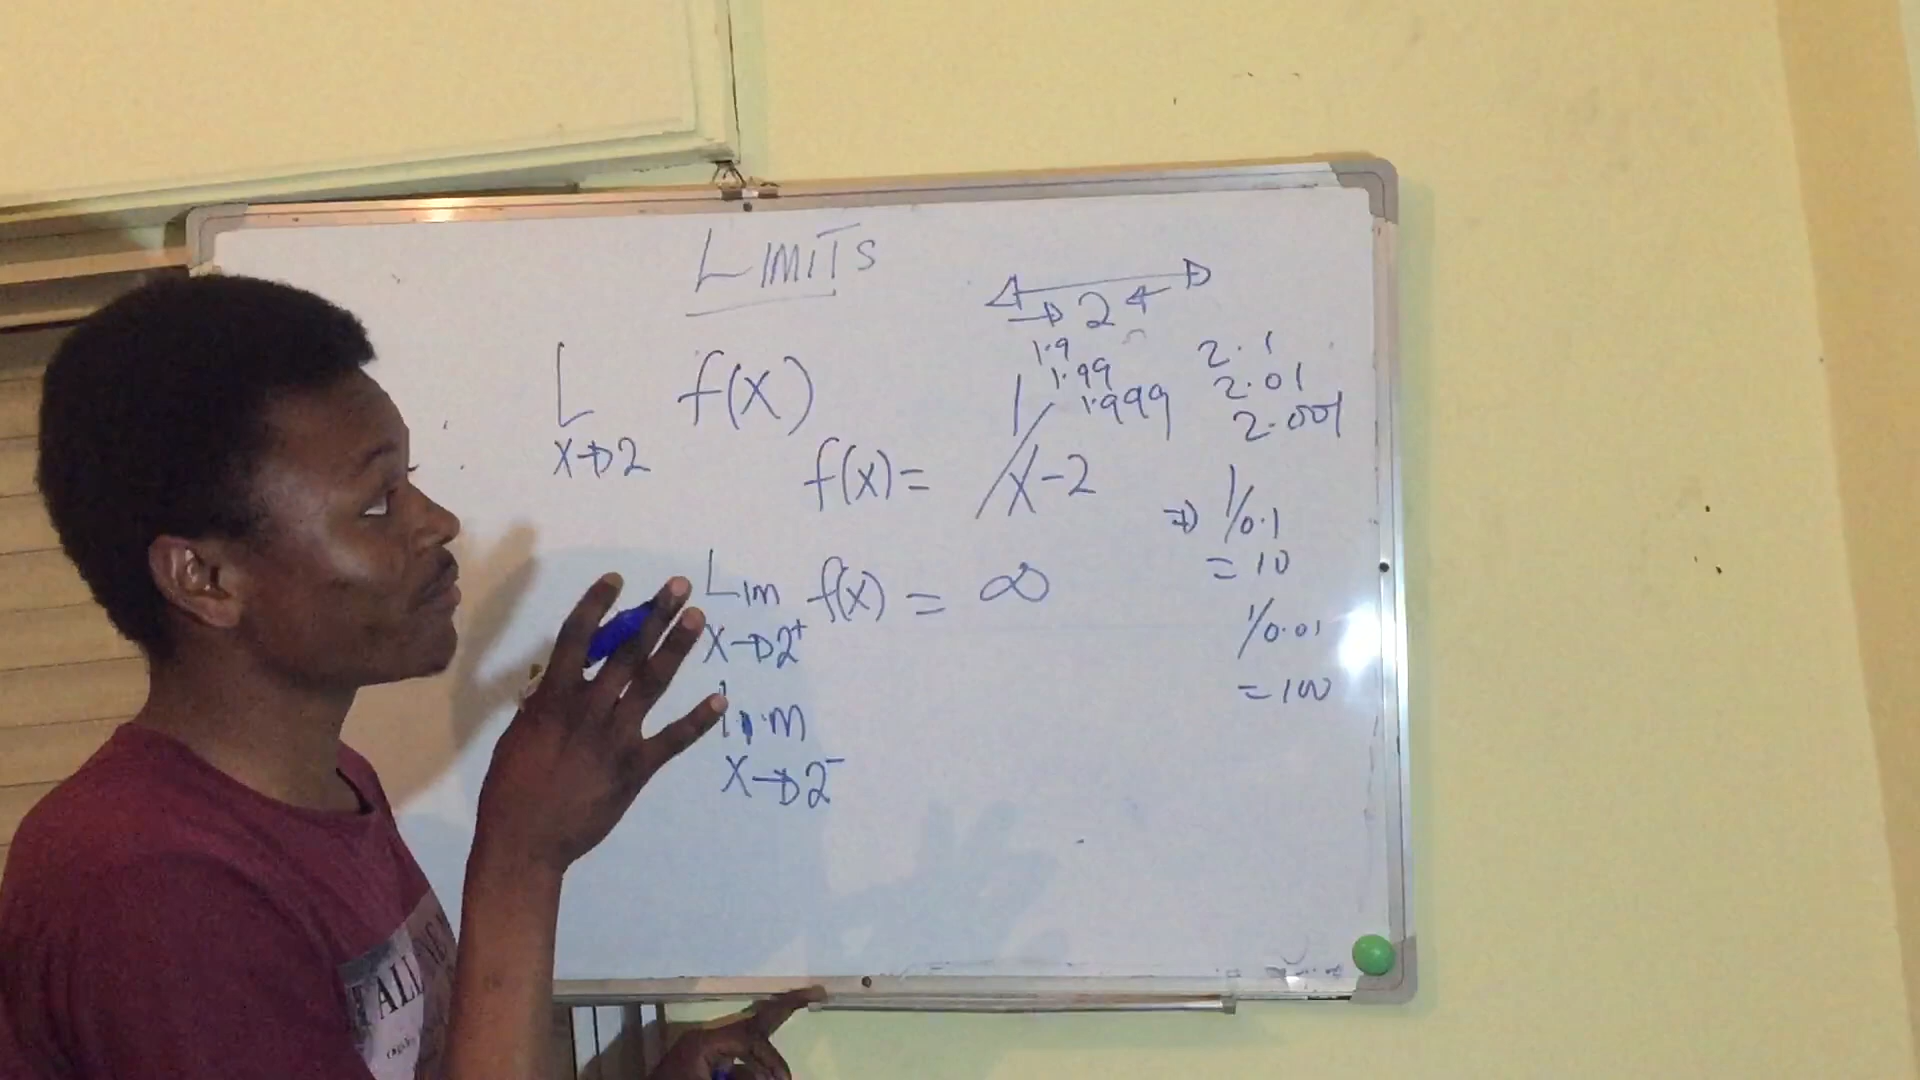 LIMITS
2
1.9
1.99
1.999
2.1
2.01
2.001
L f(x)
x→2
f(x) = 1/x-2
⇒ 1/0.1
= 10
1/0.01
= 100
Lim f(x) = ∞
x→2⁺
Lim
x→2⁻
ALL